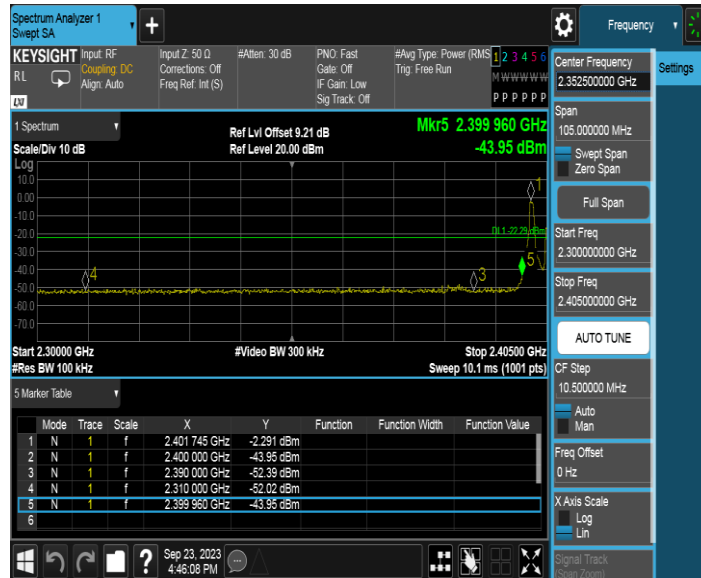 Spectrum Analyzer 1
Swept SA
Frequency
KEYSIGHT
RL
LXI
Input: RF
Coupling: DC
Align: Auto
Input Z: 50 Ω
Corrections: Off
Freq Ref: Int (S)
#Atten: 30 dB
PNO: Fast
Gate: Off
IF Gain: Low
Sig Track: Off
#Avg Type: Power (RMS
Trig: Free Run
1 2 3 4 5 6
M W W W W W
P P P P P P
1 Spectrum
Scale/Div 10 dB
Ref Lvl Offset 9.21 dB
Ref Level 20.00 dBm
Mkr5 2.399 960 GHz
-43.95 dBm
Log
10.0
0.00
-10.0
-20.0
-30.0
-40.0
-50.0
-60.0
-70.0
1
DL1 -22.29 dBm
5
4
3
Start 2.30000 GHz
#Res BW 100 kHz
#Video BW 300 kHz
Stop 2.40500 GHz
Sweep 10.1 ms (1001 pts)
5 Marker Table
Mode Trace Scale X Y Function Function Width Function Value
1 N 1 f 2.401 745 GHz -2.291 dBm
2 N 1 f 2.400 000 GHz -43.95 dBm
3 N 1 f 2.390 000 GHz -52.39 dBm
4 N 1 f 2.310 000 GHz -52.02 dBm
5 N 1 f 2.399 960 GHz -43.95 dBm
6
?
Sep 23, 2023
4:46:08 PM
Center Frequency
2.352500000 GHz
Settings
Span
105.000000 MHz
Swept Span
Zero Span
Full Span
Start Freq
2.300000000 GHz
Stop Freq
2.405000000 GHz
AUTO TUNE
CF Step
10.500000 MHz
Auto
Man
Freq Offset
0 Hz
X Axis Scale
Log
Lin
Signal Track
(Span Zoom)